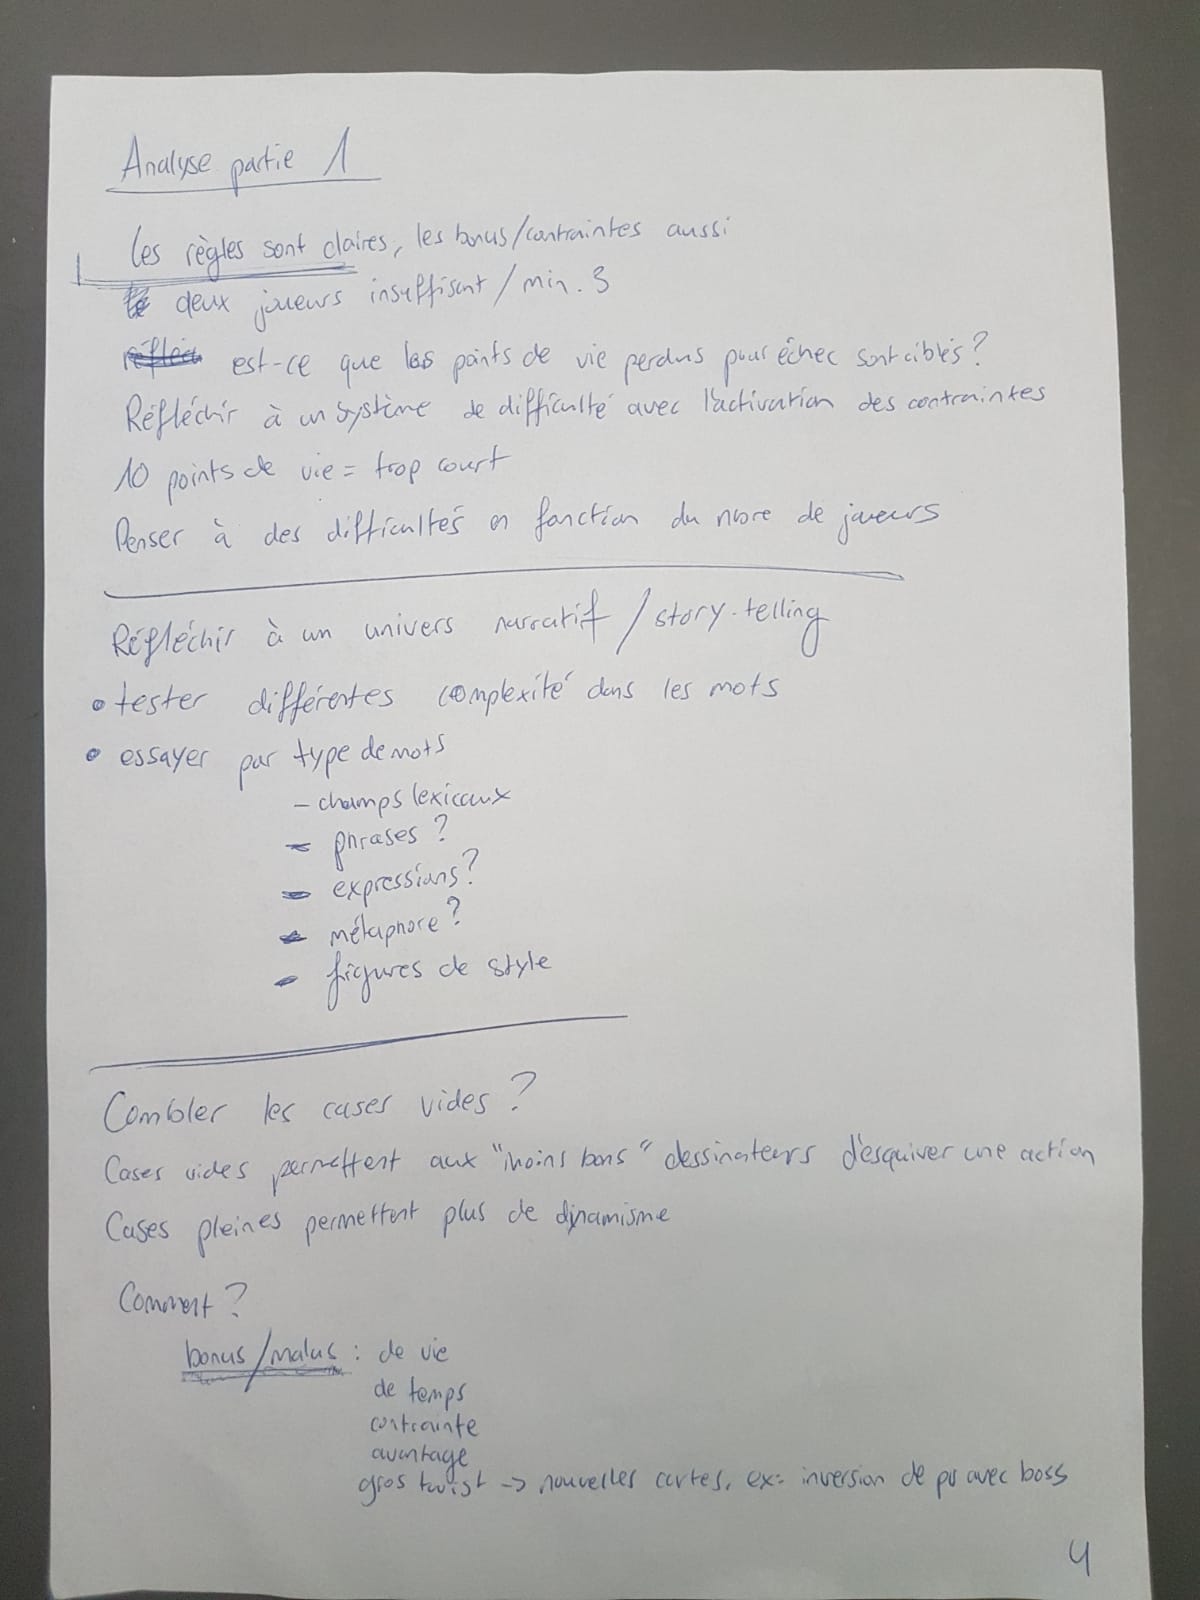 Analyse partie 1
Les règles sont claires, les bonus/contraintes aussi
deux joueurs insuffisant / min. 3
est-ce que les points de vie perdus pour échec sont ciblés ?
Réfléchir à un système de difficulté avec l'activation des contraintes
10 points de vie = trop court
Penser à des difficultés en fonction du nbre de joueurs
Réfléchir à un univers narratif / story-telling
• tester différentes complexité dans les mots
• essayer par type de mots
- champs lexicaux
- phrases ?
- expressions ?
- métaphore ?
- figures de style
Combler les cases vides ?
Cases vides permettent aux "moins bons" dessinateurs d'esquiver une action
Cases pleines permettent plus de dynamisme
Comment ?
bonus/malus : de vie
de temps
contrainte
avantage
gros twist -> nouvelles cartes, ex: inversion de pv avec boss
4